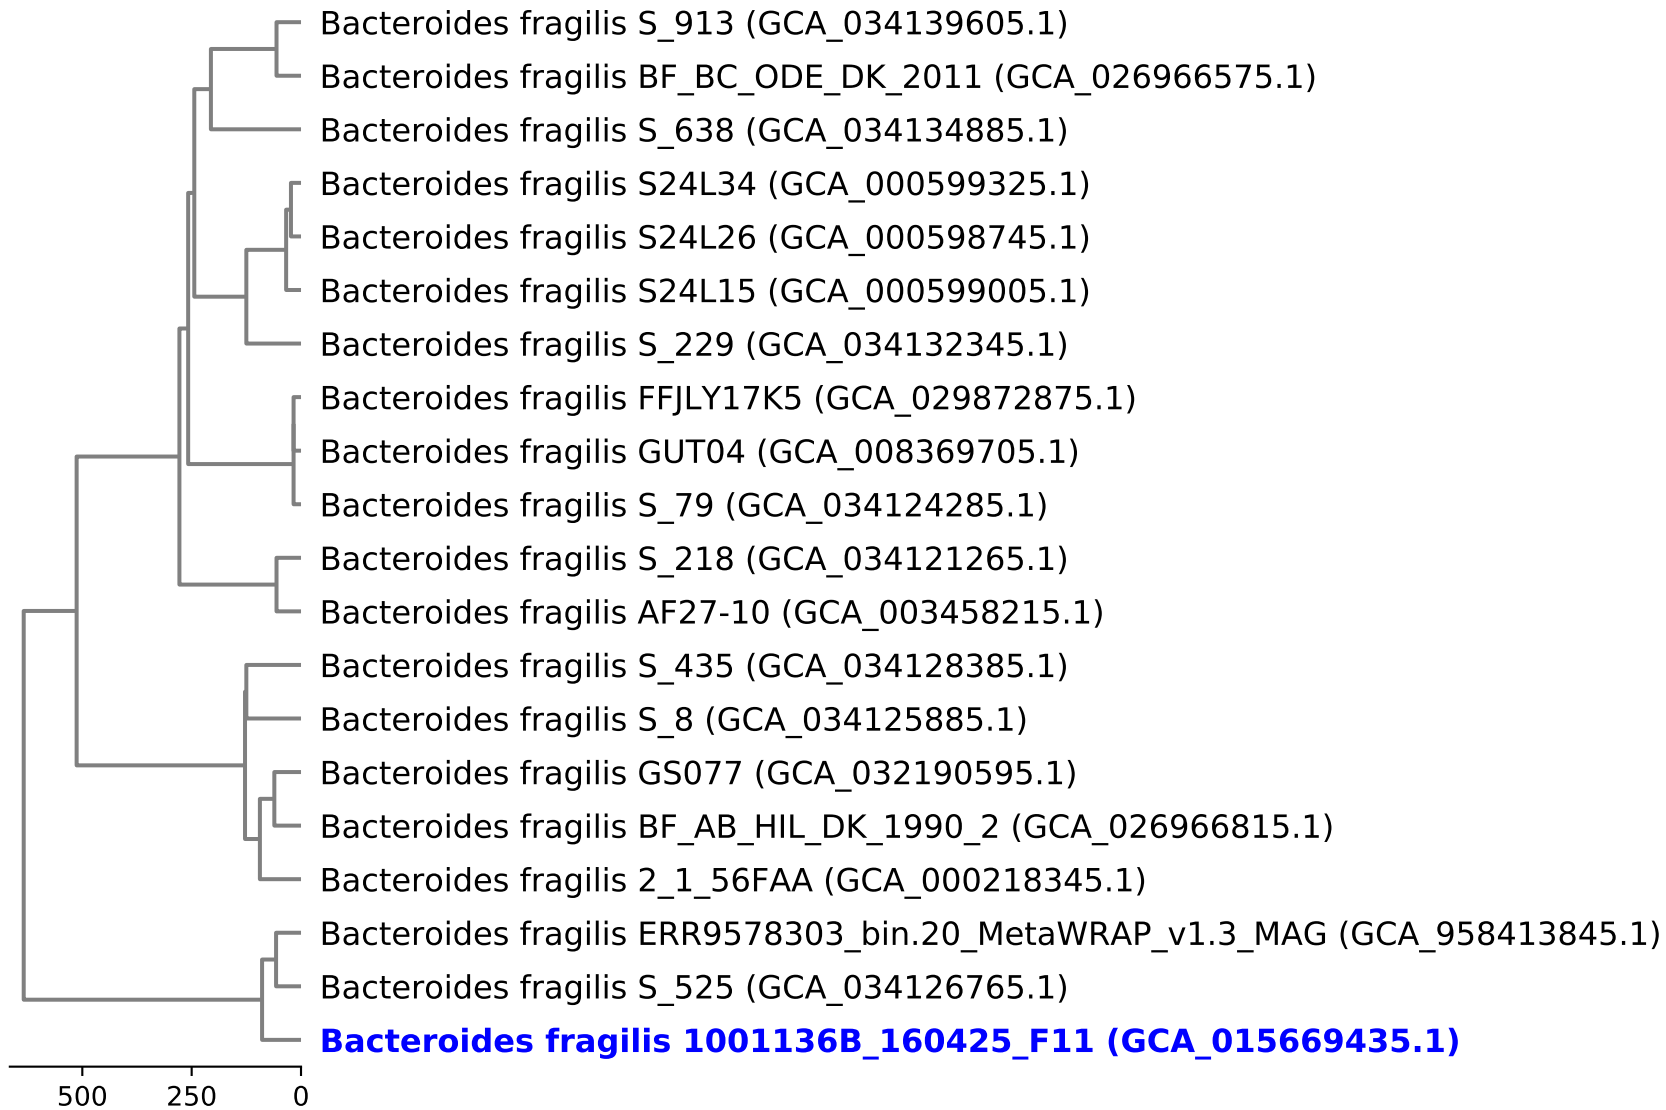 Bacteroides fragilis S_913 (GCA_034139605.1)
Bacteroides fragilis BF_BC_ODE_DK_2011 (GCA_026966575.1)
Bacteroides fragilis S_638 (GCA_034134885.1)
Bacteroides fragilis S24L34 (GCA_000599325.1)
Bacteroides fragilis S24L26 (GCA_000598745.1)
Bacteroides fragilis S24L15 (GCA_000599005.1)
Bacteroides fragilis S_229 (GCA_034132345.1)
Bacteroides fragilis FFJLY17K5 (GCA_029872875.1)
Bacteroides fragilis GUT04 (GCA_008369705.1)
Bacteroides fragilis S_79 (GCA_034124285.1)
Bacteroides fragilis S_218 (GCA_034121265.1)
Bacteroides fragilis AF27-10 (GCA_003458215.1)
Bacteroides fragilis S_435 (GCA_034128385.1)
Bacteroides fragilis S_8 (GCA_034125885.1)
Bacteroides fragilis GS077 (GCA_032190595.1)
Bacteroides fragilis BF_AB_HIL_DK_1990_2 (GCA_026966815.1)
Bacteroides fragilis 2_1_56FAA (GCA_000218345.1)
Bacteroides fragilis ERR9578303_bin.20_MetaWRAP_v1.3_MAG (GCA_958413845.1)
Bacteroides fragilis S_525 (GCA_034126765.1)
Bacteroides fragilis 1001136B_160425_F11 (GCA_015669435.1)
500 250 0